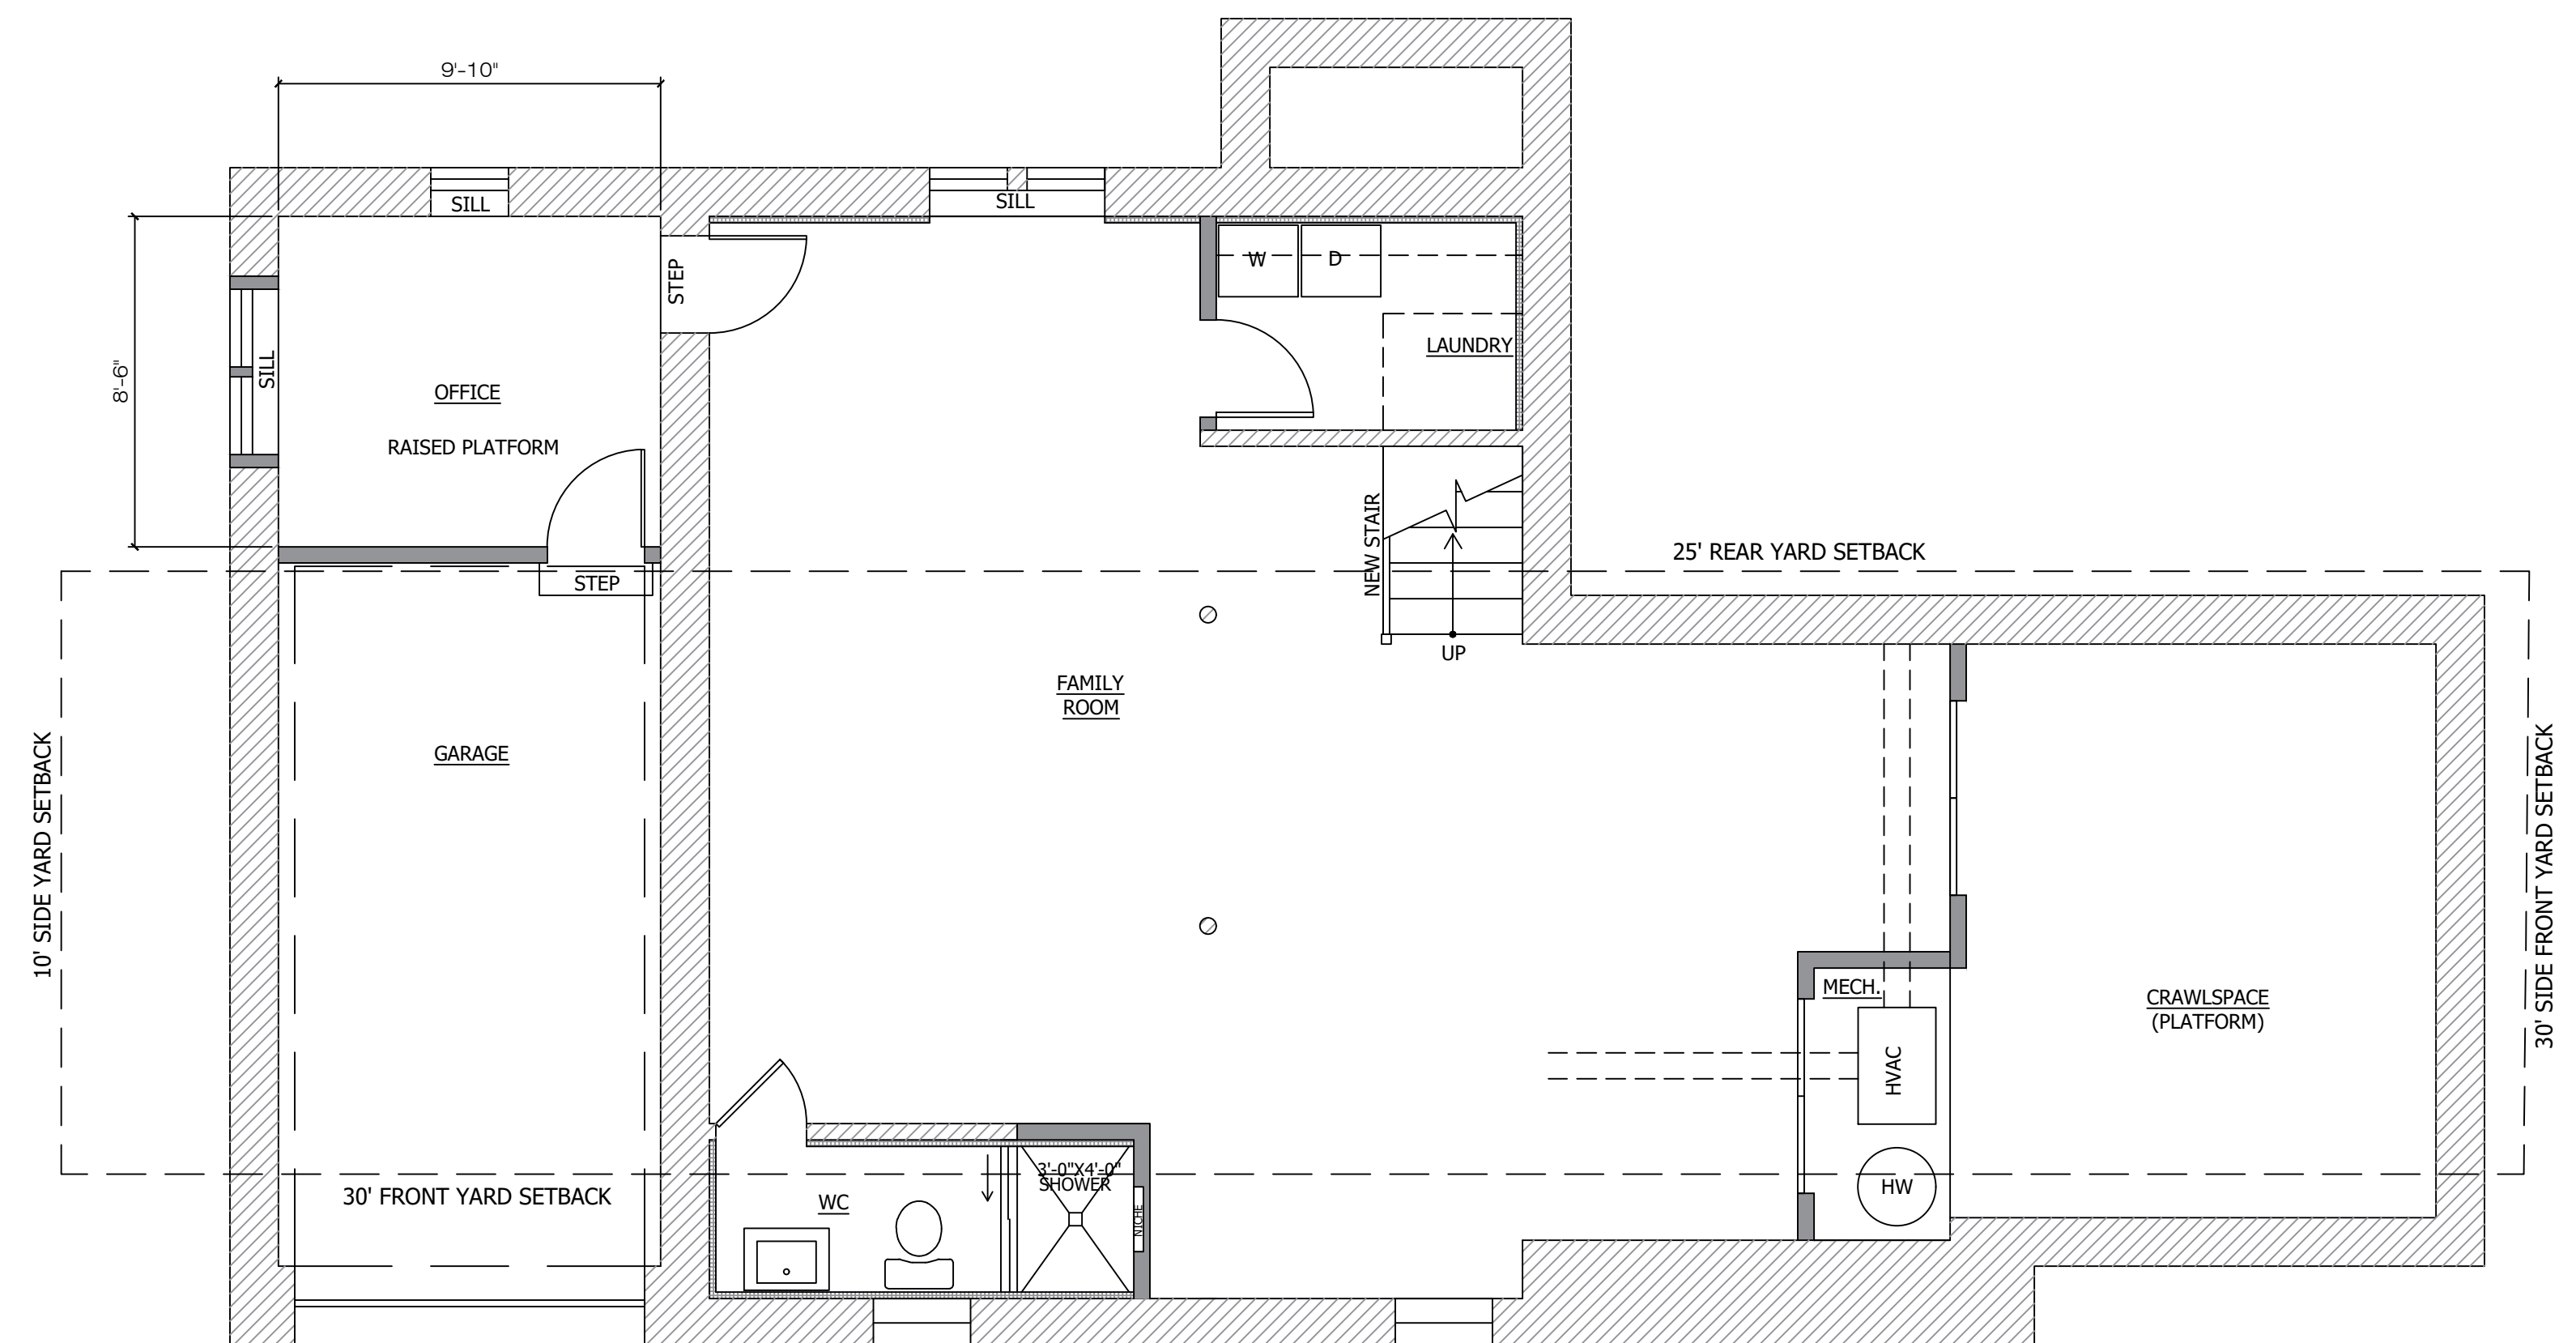 9'-10"
SILL
SILL
STEP
W
D
LAUNDRY
8'-6"
SILL
OFFICE
RAISED PLATFORM
NEW STAIR
25' REAR YARD SETBACK
STEP
UP
FAMILY
ROOM
GARAGE
10' SIDE YARD SETBACK
30' SIDE FRONT YARD SETBACK
MECH.
CRAWLSPACE
(PLATFORM)
HVAC
3'-0"X4'-0"
SHOWER
30' FRONT YARD SETBACK
WC
NICHE
HW